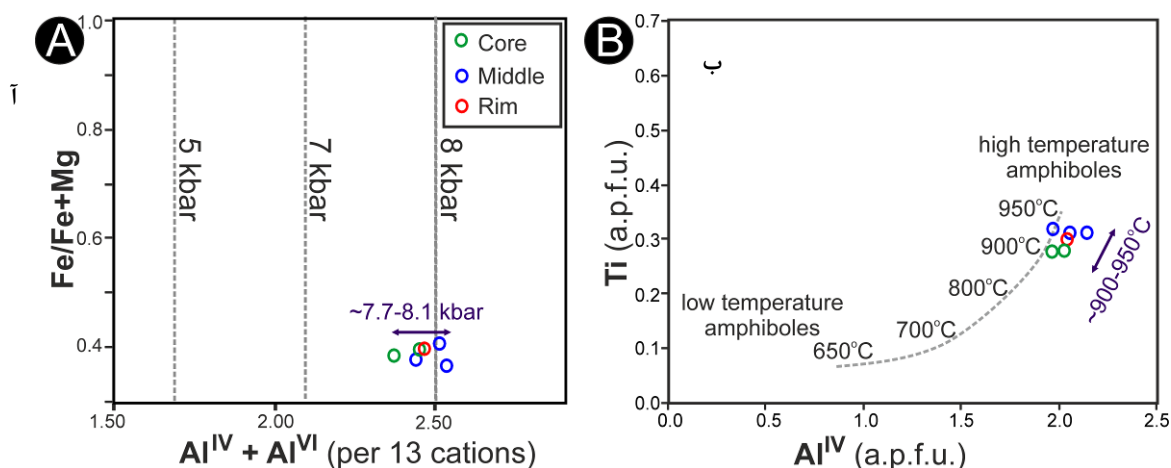 A
آ
Core
Middle
Rim
5 kbar
7 kbar
8 kbar
~7.7-8.1 kbar
1.0
0.8
0.6
0.4
Fe/Fe+Mg
1.50
2.00
2.50
Al^IV + Al^VI (per 13 cations)
B
ب
high temperature
amphiboles
950°C
900°C
800°C
700°C
650°C
~900-950°C
low temperature
amphiboles
0.7
0.6
0.5
0.4
0.3
0.2
0.1
0.0
Ti (a.p.f.u.)
0.0
0.5
1.0
1.5
2.0
2.5
Al^IV (a.p.f.u.)